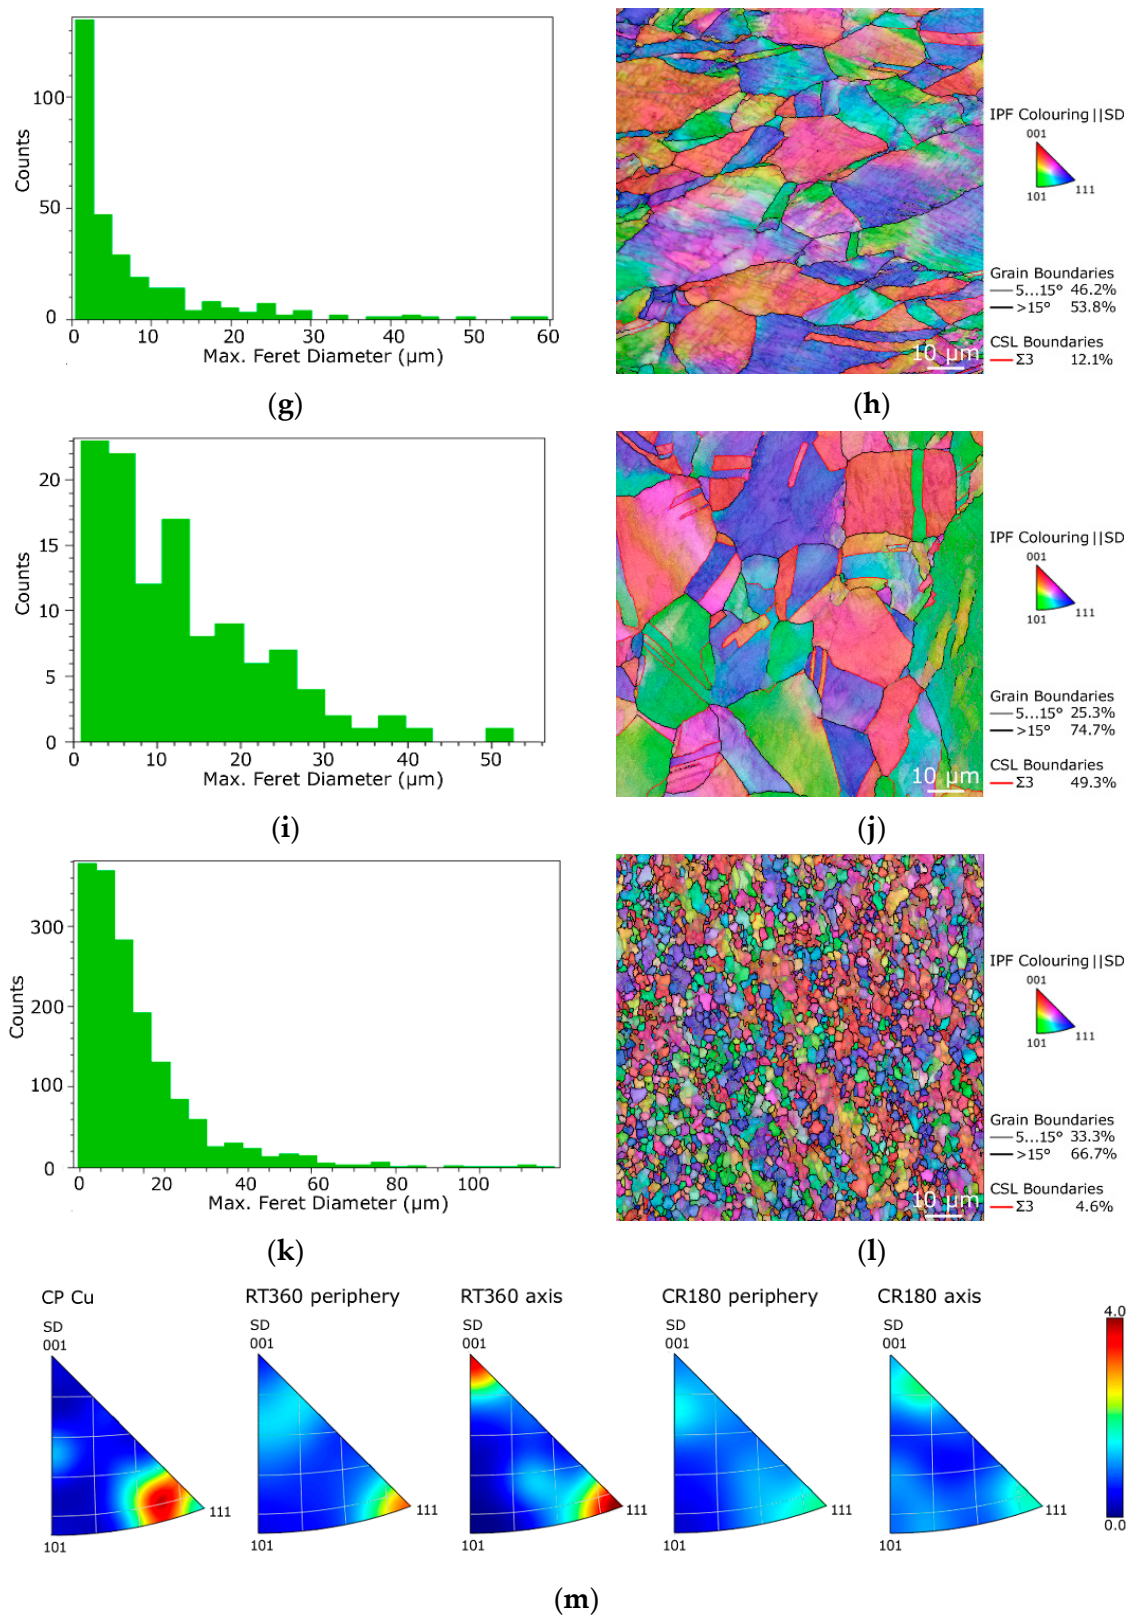 Counts
100
50
0
0 10 20 30 40 50 60
Max. Feret Diameter (µm)
(g)
10 µm
IPF Colouring||SD
001
101 111
Grain Boundaries
5...15° 46.2%
>15° 53.8%
CSL Boundaries
Σ3 12.1%
(h)
Counts
20
15
10
5
0
0 10 20 30 40 50
Max. Feret Diameter (µm)
(i)
10 µm
IPF Colouring||SD
001
101 111
Grain Boundaries
5...15° 25.3%
>15° 74.7%
CSL Boundaries
Σ3 49.3%
(j)
Counts
300
200
100
0
0 20 40 60 80 100
Max. Feret Diameter (µm)
(k)
10 µm
IPF Colouring||SD
001
101 111
Grain Boundaries
5...15° 33.3%
>15° 66.7%
CSL Boundaries
Σ3 4.6%
(l)
CP Cu RT360 periphery RT360 axis CR180 periphery CR180 axis
SD SD SD SD SD
001 001 001 001 001
111 111 111 111 111
101 101 101 101 101
4.0
0.0
(m)